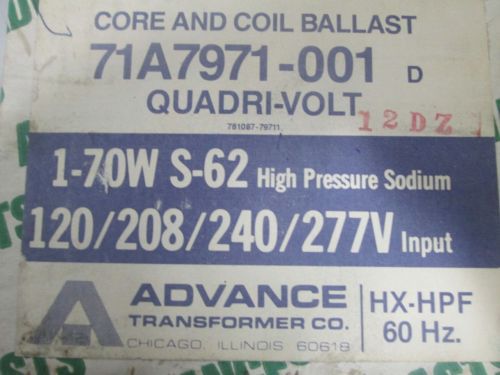 CORE AND COIL BALLAST
71A7971-001 D
QUADRI-VOLT
781087-79711
12DZ
1-70W S-62 High Pressure Sodium
120/208/240/277V Input
ADVANCE
TRANSFORMER CO.
CHICAGO, ILLINOIS 60618
HX-HPF
60 Hz.